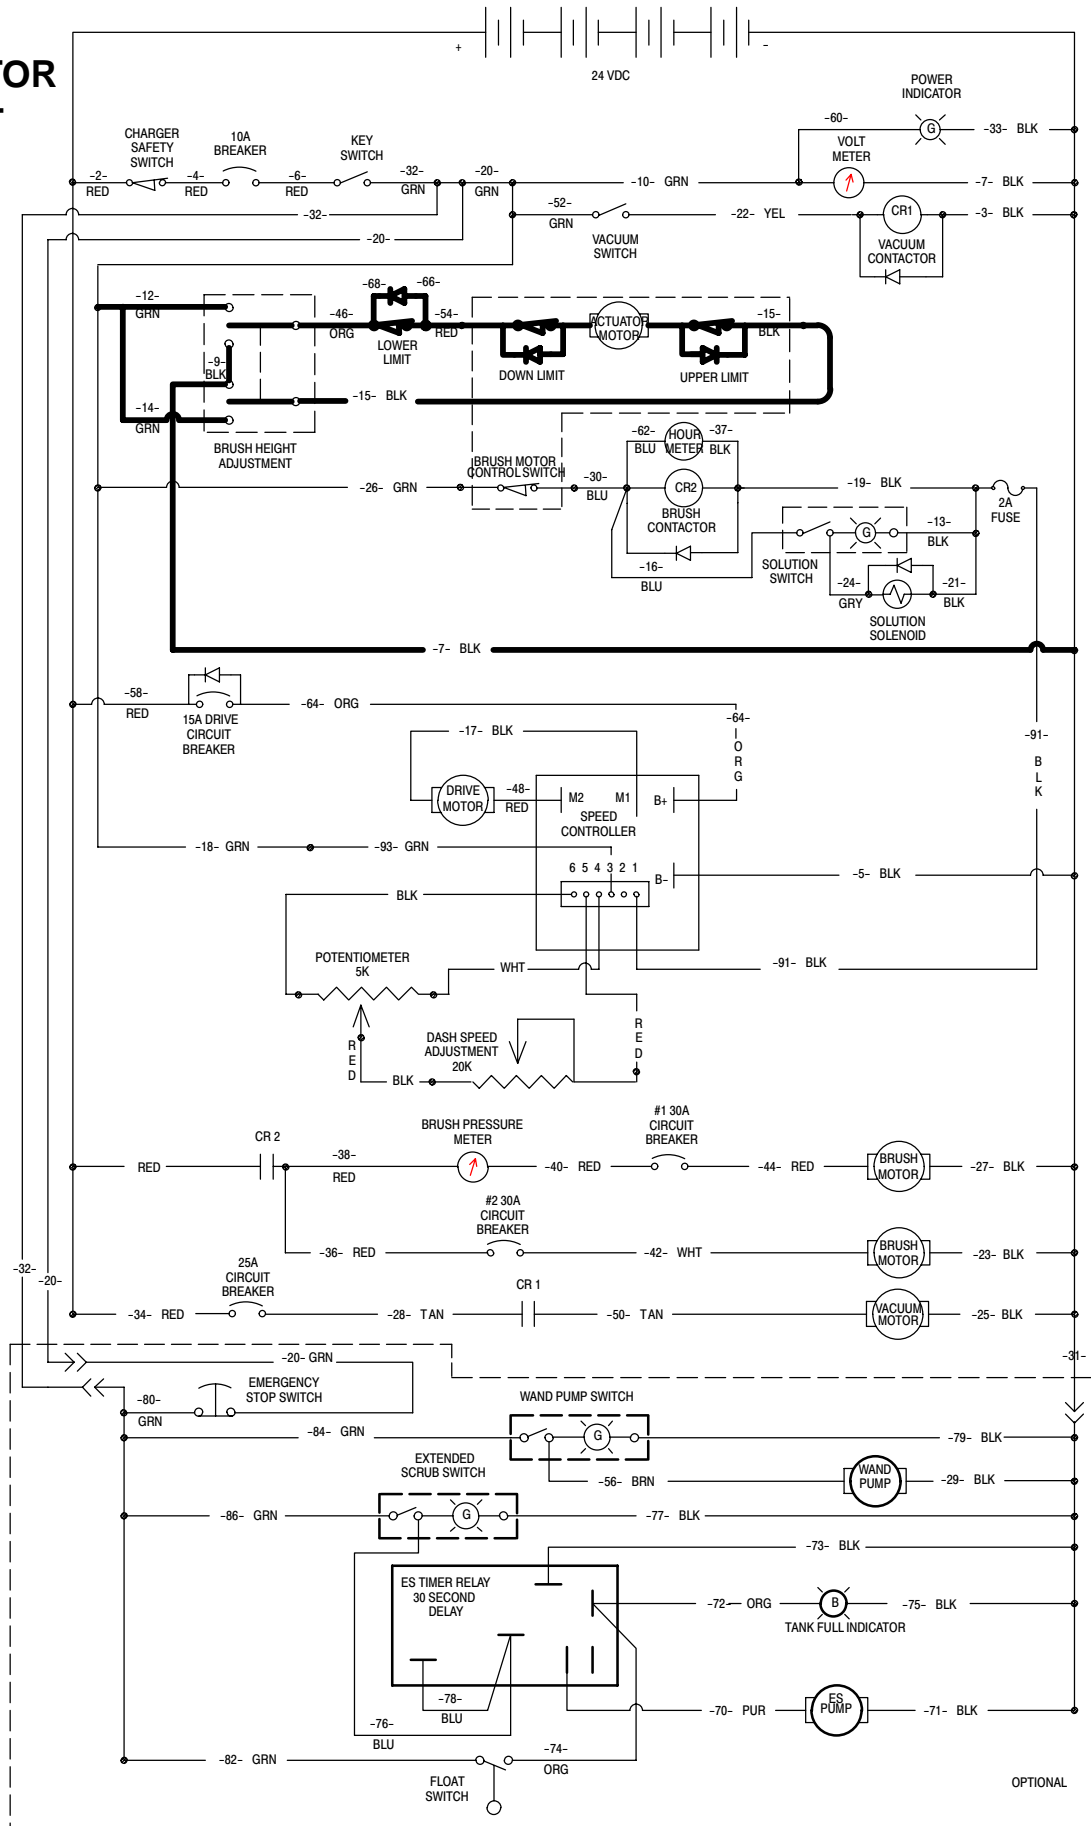 TOR
+
-
24 VDC
POWER
INDICATOR
-60-
G
-33- BLK
CHARGER
SAFETY
SWITCH
10A
BREAKER
KEY
SWITCH
VOLT
METER
-2-
RED
-4-
RED
-6-
RED
-32-
GRN
-20-
GRN
-10- GRN
-7- BLK
-32-
-52-
GRN
VACUUM
SWITCH
-22- YEL
CR1
-3- BLK
VACUUM
CONTACTOR
-20-
-12-
GRN
-68-
-66-
-46-
ORG
-54-
RED
LOWER
LIMIT
ACTUATOR
MOTOR
-15-
BLK
-9-
BLK
DOWN LIMIT
UPPER LIMIT
-14-
GRN
-15- BLK
BRUSH HEIGHT
ADJUSTMENT
-62-
BLU
HOUR
METER
-37-
BLK
BRUSH MOTOR
CONTROL SWITCH
-26- GRN
-30-
BLU
CR2
BRUSH
CONTACTOR
-19- BLK
2A
FUSE
G
-13-
BLK
-16-
BLU
SOLUTION
SWITCH
-24-
GRY
-21-
BLK
SOLUTION
SOLENOID
-7- BLK
-58-
RED
-64- ORG
15A DRIVE
CIRCUIT
BREAKER
-64-
O
R
G
-17- BLK
-91-
B
L
K
DRIVE
MOTOR
-48-
RED
M2
M1
B+
SPEED
CONTROLLER
-18- GRN
-93- GRN
6 5 4 3 2 1
B-
-5- BLK
BLK
POTENTIOMETER
5K
WHT
-91- BLK
R
E
D
DASH SPEED
ADJUSTMENT
20K
R
E
D
BLK
#1 30A
CIRCUIT
BREAKER
BRUSH PRESSURE
METER
CR 2
RED
-38-
RED
-40- RED
-44- RED
BRUSH
MOTOR
-27- BLK
#2 30A
CIRCUIT
BREAKER
-36- RED
-42- WHT
BRUSH
MOTOR
-23- BLK
-32-
-20-
25A
CIRCUIT
BREAKER
CR 1
-34- RED
-28- TAN
-50- TAN
VACUUM
MOTOR
-25- BLK
-31-
-20- GRN
EMERGENCY
STOP SWITCH
-80-
GRN
WAND PUMP SWITCH
-84- GRN
G
-79- BLK
EXTENDED
SCRUB SWITCH
-56- BRN
WAND
PUMP
-29- BLK
-86- GRN
G
-77- BLK
-73- BLK
ES TIMER RELAY
30 SECOND
DELAY
-72- ORG
B
-75- BLK
TANK FULL INDICATOR
-78-
BLU
-76-
BLU
-70- PUR
ES
PUMP
-71- BLK
-82- GRN
-74-
ORG
FLOAT
SWITCH
OPTIONAL